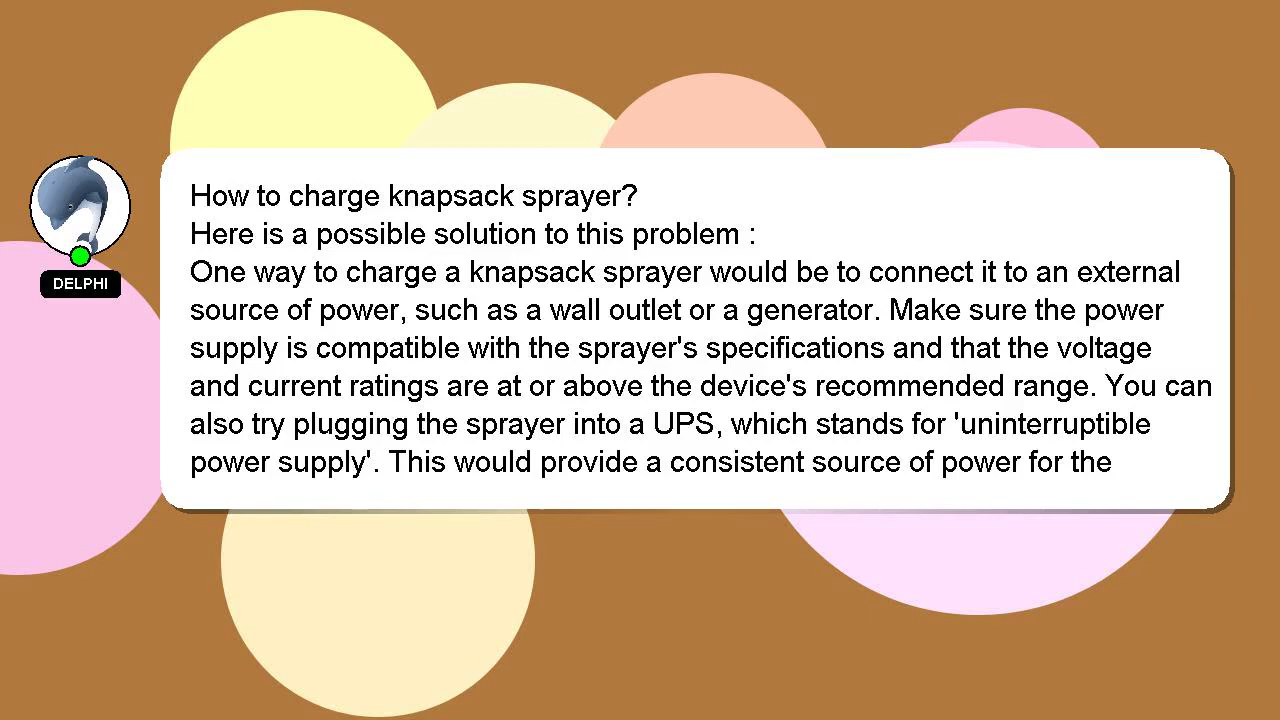 How to charge knapsack sprayer?
Here is a possible solution to this problem :
One way to charge a knapsack sprayer would be to connect it to an external
source of power, such as a wall outlet or a generator. Make sure the power
supply is compatible with the sprayer's specifications and that the voltage
and current ratings are at or above the device's recommended range. You can
also try plugging the sprayer into a UPS, which stands for 'uninterruptible
power supply'. This would provide a consistent source of power for the
DELPHI